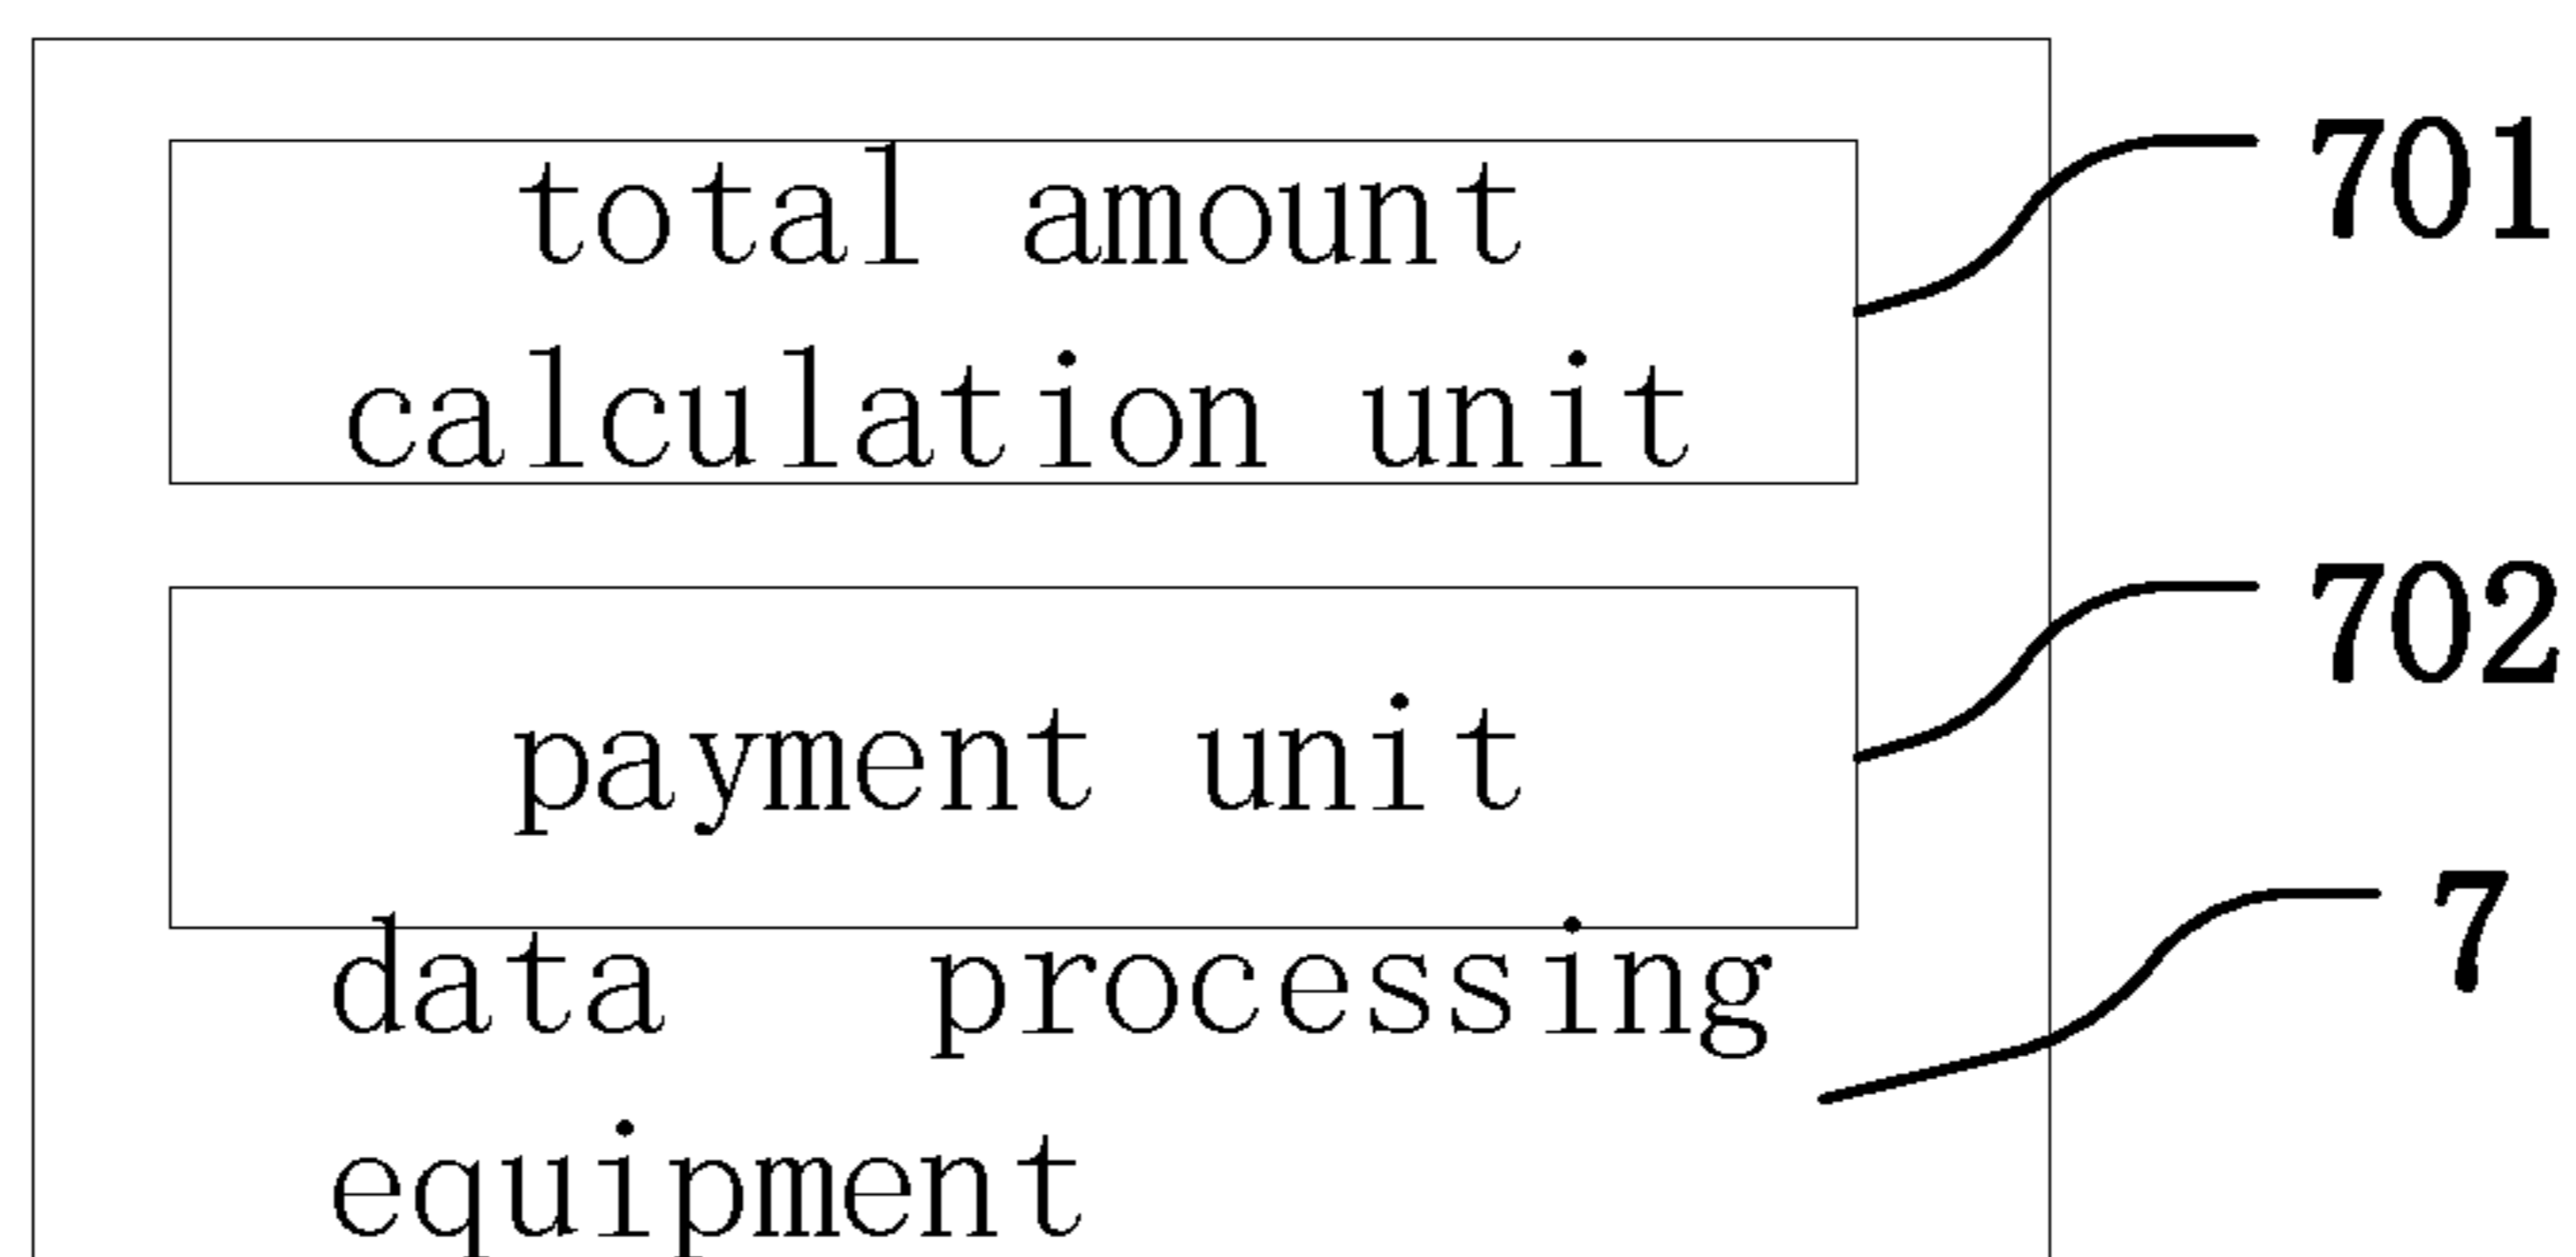 total amount 701
calculation unit
payment unit 702
data processing 7
equipment